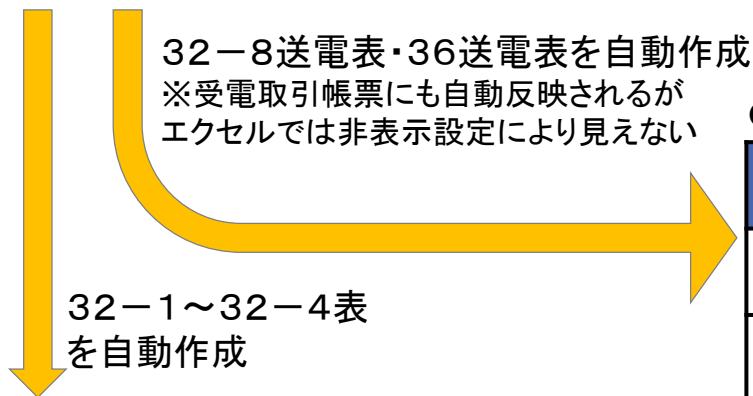 32-8送電表・36送電表を自動作成
※受電取引帳票にも自動反映されるが
エクセルでは非表示設定により見えない
32-1~32-4表
を自動作成